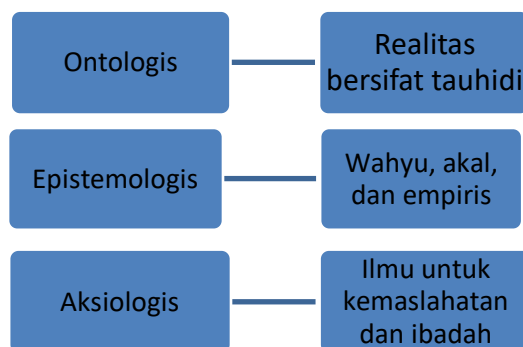 Ontologis
Realitas
bersifat tauhidi
Epistemologis
Wahyu, akal,
dan empiris
Aksiologis
Ilmu untuk
kemaslahatan
dan ibadah